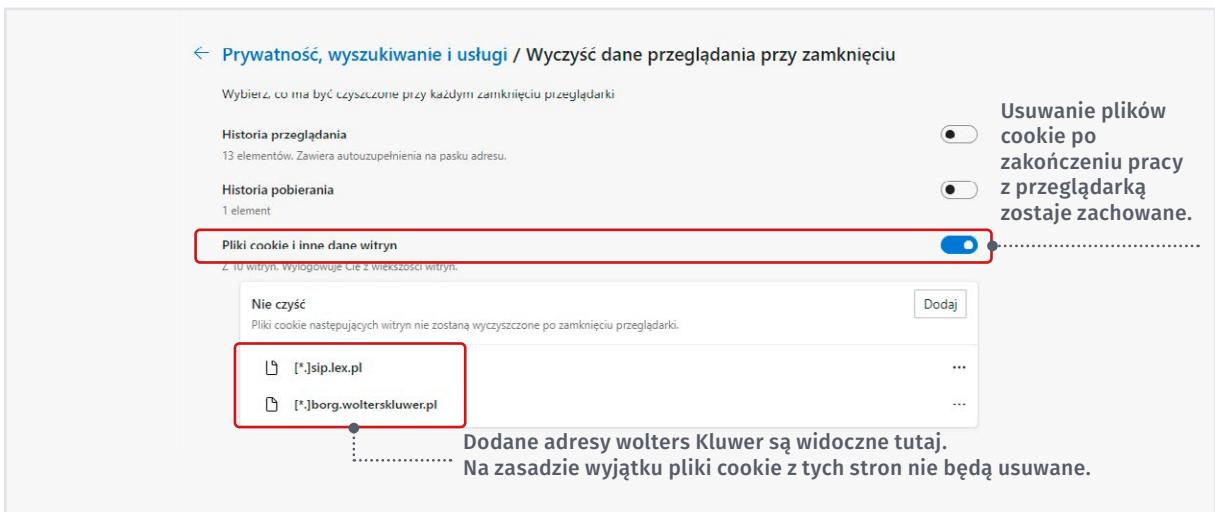 ← Prywatność, wyszukiwanie i usługi / Wyczyść dane przeglądania przy zamknięciu
Wybierz, co ma być czyszczone przy każdym zamknięciu przeglądarki
Historia przeglądania
13 elementów. Zawiera autouzupełnienia na pasku adresu.
Historia pobierania
1 element
Usuwanie plików
cookie po
zakończeniu pracy
z przeglądarką
zostaje zachowane.
Pliki cookie i inne dane witryn
Z 10 witryn. Wylogowuje Cię z większości witryn.
Nie czyść
Dodaj
Pliki cookie następujących witryn nie zostaną wyczyszczone po zamknięciu przeglądarki.
[*.]sip.lex.pl
[*.]borg.wolterskluwer.pl
Dodane adresy wolters Kluwer są widoczne tutaj.
Na zasadzie wyjątku pliki cookie z tych stron nie będą usuwane.